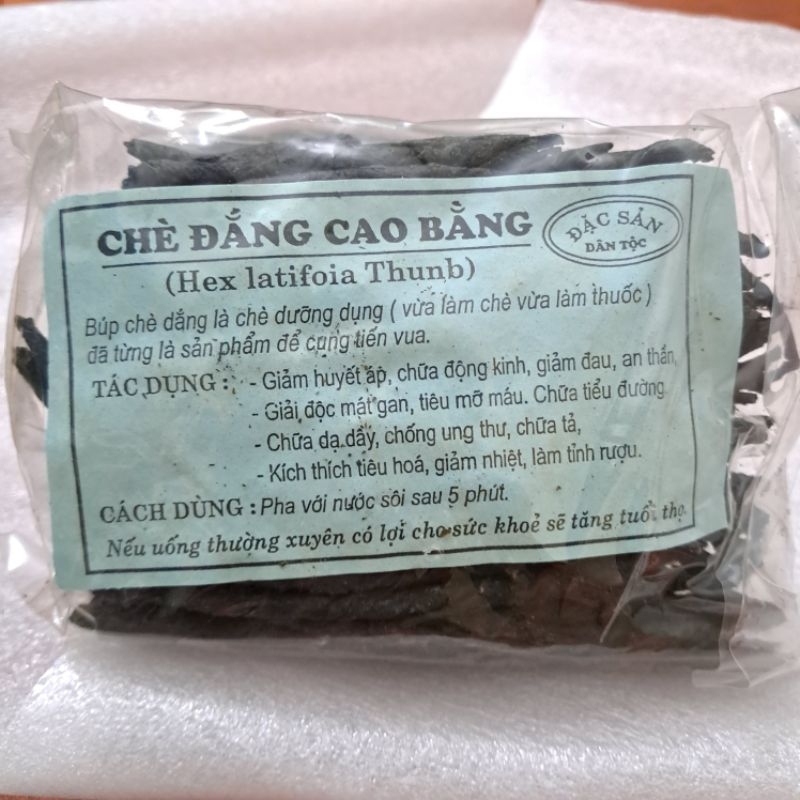 CHÈ ĐẮNG CAO BẰNG
ĐẶC SẢN
DÂN TỘC
(Hex latifoia Thunb)
Búp chè dắng là chè dưỡng dụng ( vừa làm chè vừa làm thuốc )
đã từng là sản phẩm để cung tiến vua.
TÁC DỤNG : - Giảm huyết áp, chữa động kinh, giảm đau, an thần,
- Giải độc mát gan, tiêu mỡ máu. Chữa tiểu đường.
- Chữa dạ dầy, chống ung thư, chữa tả,
- Kích thích tiêu hoá, giảm nhiệt, làm tỉnh rượu.
CÁCH DÙNG : Pha với nước sôi sau 5 phút.
Nếu uống thường xuyên có lợi cho sức khoẻ sẽ tăng tuổi thọ.